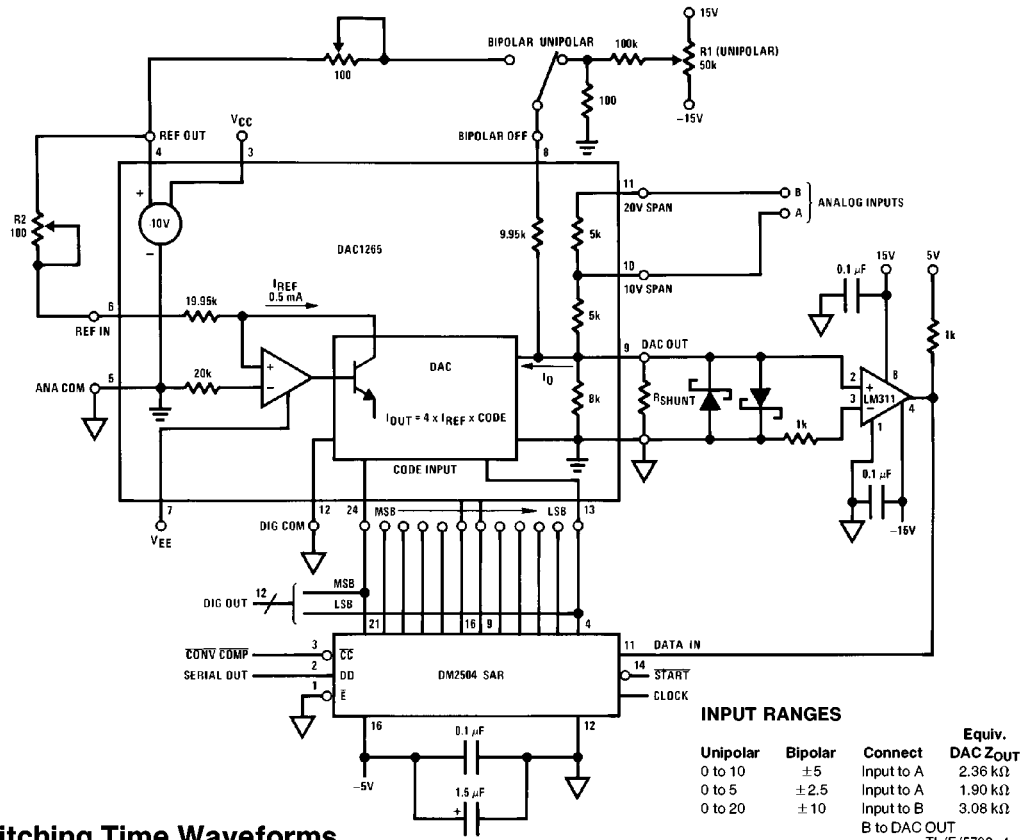 15V
BIPOLAR UNIPOLAR
100k
R1 (UNIPOLAR)
50k
100
100
-15V
VCC
REF OUT
BIPOLAR OFF
4
3
8
11
20V SPAN
B
A
ANALOG INPUTS
+
10V
-
R2
100
DAC1265
9.95k
5k
10
10V SPAN
15V
5V
0.1 µF
6
REF IN
19.95k
IREF
0.5 mA
5k
1k
DAC
9
DAC OUT
ANA COM
5
20k
+
-
IO
8k
RSHUNT
2
3
+
-
LM311
8
4
1
IOUT = 4 x IREF x CODE
1k
CODE INPUT
0.1 µF
7
VEE
12
DIG COM
24
MSB
LSB
13
-15V
MSB
DIG OUT
12
LSB
21
16
9
4
CONV COMP
3
CC
11
DATA IN
SERIAL OUT
2
DO
DM2504 SAR
14
START
1
E
CLOCK
16
12
0.1 µF
-5V
1.5 µF
+
INPUT RANGES
Unipolar Bipolar Connect Equiv. DAC ZOUT
0 to 10 ±5 Input to A 2.36 kΩ
0 to 5 ±2.5 Input to A 1.90 kΩ
0 to 20 ±10 Input to B 3.08 kΩ
B to DAC OUT
itching Time Waveforms